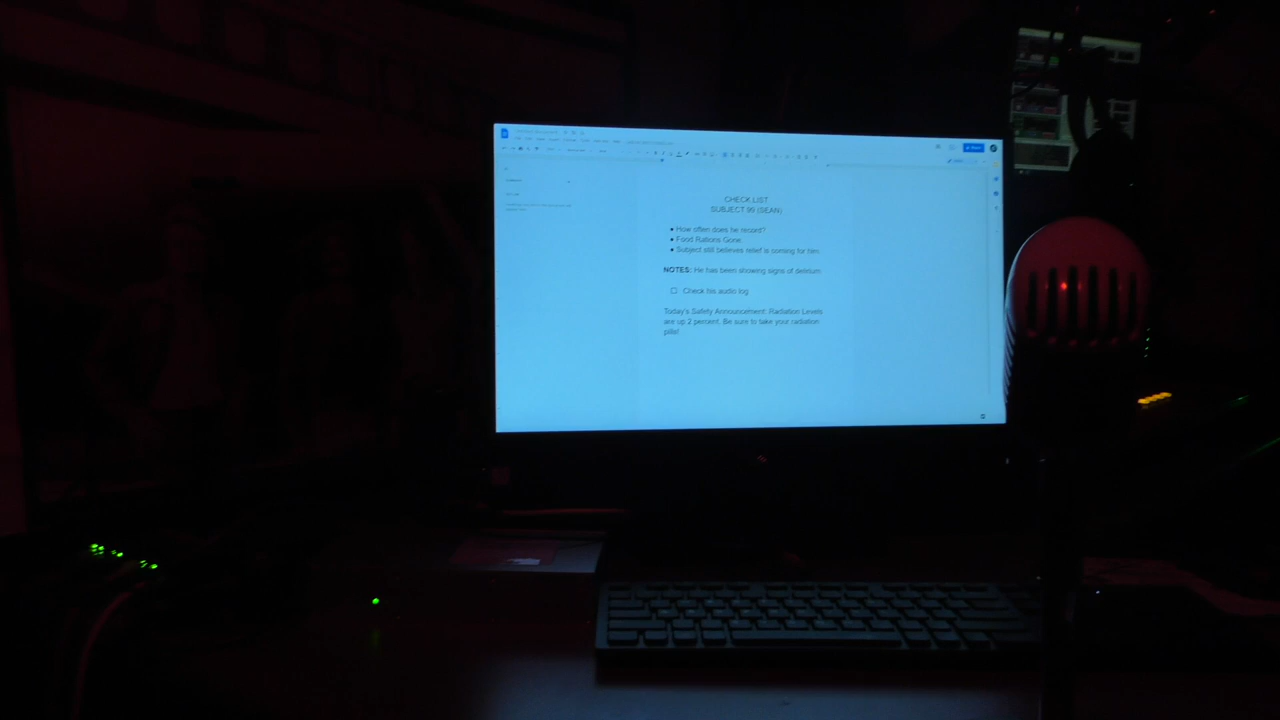 CHECK LIST
SUBJECT 99 (SEAN)
• How often does he record?
• Food Rations Gone
• Subject still believes relief is coming for him.
NOTES: He has been showing signs of delirium
☐ Check his audio log
Today's Safety Announcement: Radiation Levels
are up 2 percent. Be sure to take your radiation
pills!